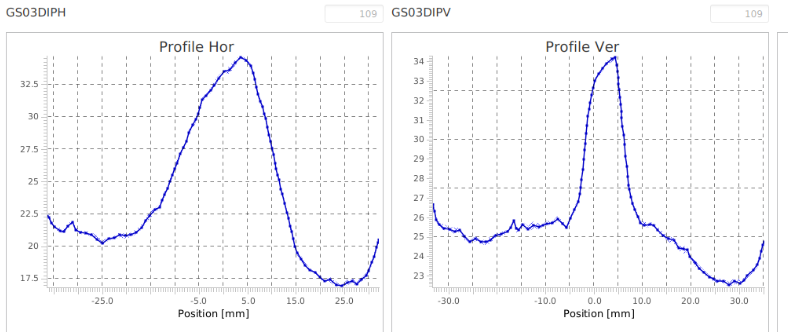 GS03DIPH 109 GS03DIPV 109
Profile Hor
32.5
30
27.5
25
22.5
20
17.5
-25.0 -5.0 5.0 15.0 25.0
Position [mm]
Profile Ver
34
33
32
31
30
29
28
27
26
25
24
23
-30.0 -10.0 0.0 10.0 20.0 30.0
Position [mm]